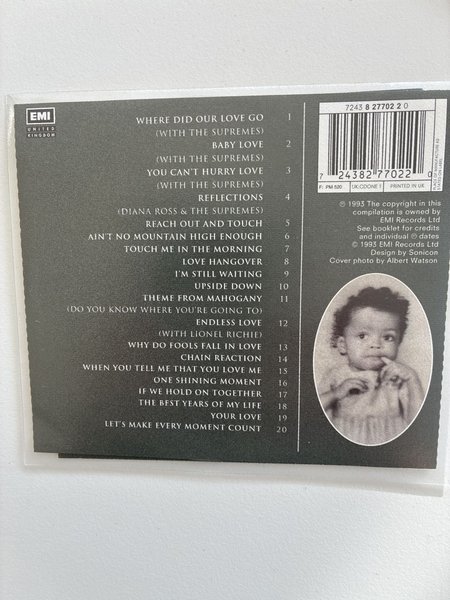 EMI
UNITED
KINGDOM
WHERE DID OUR LOVE GO 1
(WITH THE SUPREMES)
BABY LOVE 2
(WITH THE SUPREMES)
YOU CAN'T HURRY LOVE 3
(WITH THE SUPREMES)
REFLECTIONS 4
(DIANA ROSS & THE SUPREMES)
REACH OUT AND TOUCH 5
AIN'T NO MOUNTAIN HIGH ENOUGH 6
TOUCH ME IN THE MORNING 7
LOVE HANGOVER 8
I'M STILL WAITING 9
UPSIDE DOWN 10
THEME FROM MAHOGANY 11
(DO YOU KNOW WHERE YOU'RE GOING TO)
ENDLESS LOVE 12
(WITH LIONEL RICHIE)
WHY DO FOOLS FALL IN LOVE 13
CHAIN REACTION 14
WHEN YOU TELL ME THAT YOU LOVE ME 15
ONE SHINING MOMENT 16
IF WE HOLD ON TOGETHER 17
THE BEST YEARS OF MY LIFE 18
YOUR LOVE 19
LET'S MAKE EVERY MOMENT COUNT 20
7243 8 27702 2 0
7 24382 77022 0
F: PM 520 UK:CDONE 1 PRINTED IN UK
℗ 1993 The copyright in this
compilation is owned by
EMI Records Ltd
See booklet for credits
and individual ℗ dates
© 1993 EMI Records Ltd
Design by Sonicon
Cover photo by Albert Watson